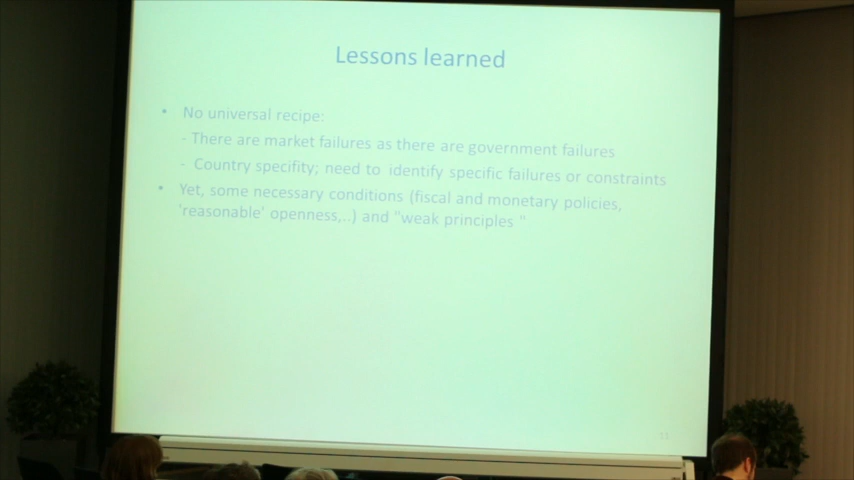 Lessons learned
• No universal recipe:
- There are market failures as there are government failures
- Country specifity; need to identify specific failures or constraints
• Yet, some necessary conditions (fiscal and monetary policies,
'reasonable' openness,..) and "weak principles "